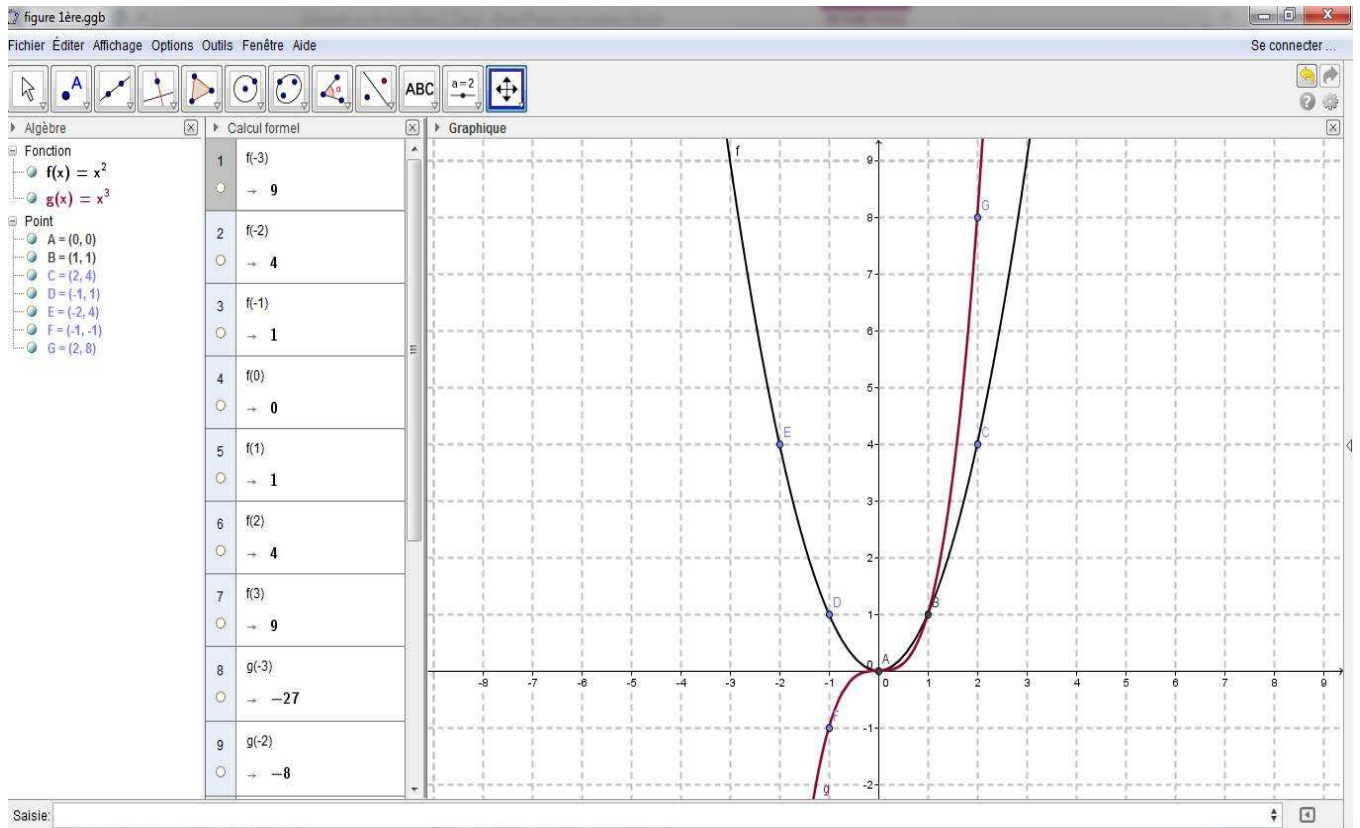 figure 1ère.ggb
Fichier Éditer Affichage Options Outils Fenêtre Aide
Se connecter ...
A
ABC
a=2
Algèbre
Fonction
f(x) = x²
g(x) = x³
Point
A = (0, 0)
B = (1, 1)
C = (2, 4)
D = (-1, 1)
E = (-2, 4)
F = (-1, -1)
G = (2, 8)
Calcul formel
1 f(-3)
→ 9
2 f(-2)
→ 4
3 f(-1)
→ 1
4 f(0)
→ 0
5 f(1)
→ 1
6 f(2)
→ 4
7 f(3)
→ 9
8 g(-3)
→ −27
9 g(-2)
→ −8
Graphique
f
9
G
8
7
6
5
E
4
C
3
2
D
1
B
0
A
-8 -7 -6 -5 -4 -3 -2 -1 0 1 2 3 4 5 6 7 8 9
F
-1
g
-2
Saisie: